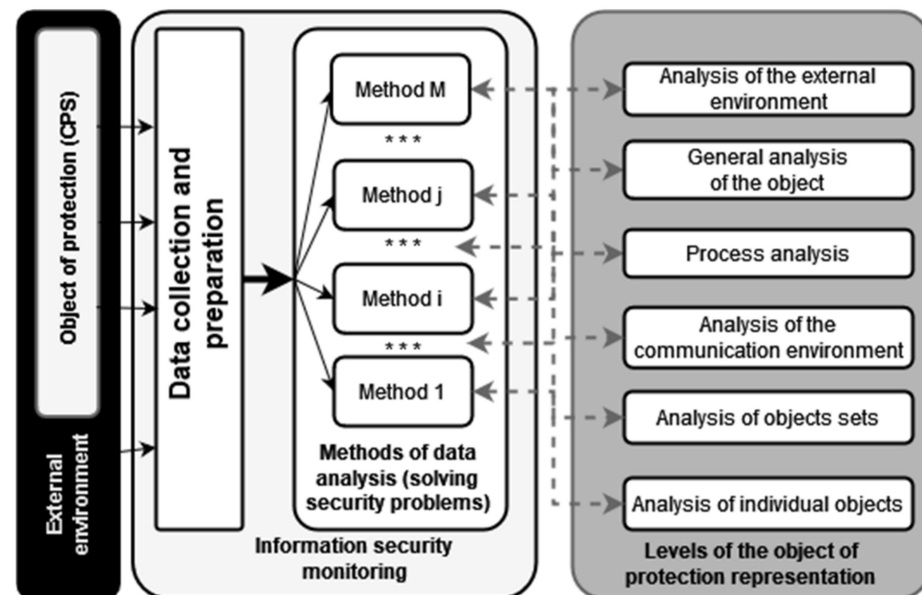 Object of protection (CPS)
External
environment
Data collection and
preparation
Method M
* * *
Method j
* * *
Method i
* * *
Method 1
Methods of data
analysis (solving
security problems)
Information security
monitoring
Analysis of the external
environment
General analysis
of the object
Process analysis
Analysis of the
communication environment
Analysis of objects sets
Analysis of individual objects
Levels of the object of
protection representation